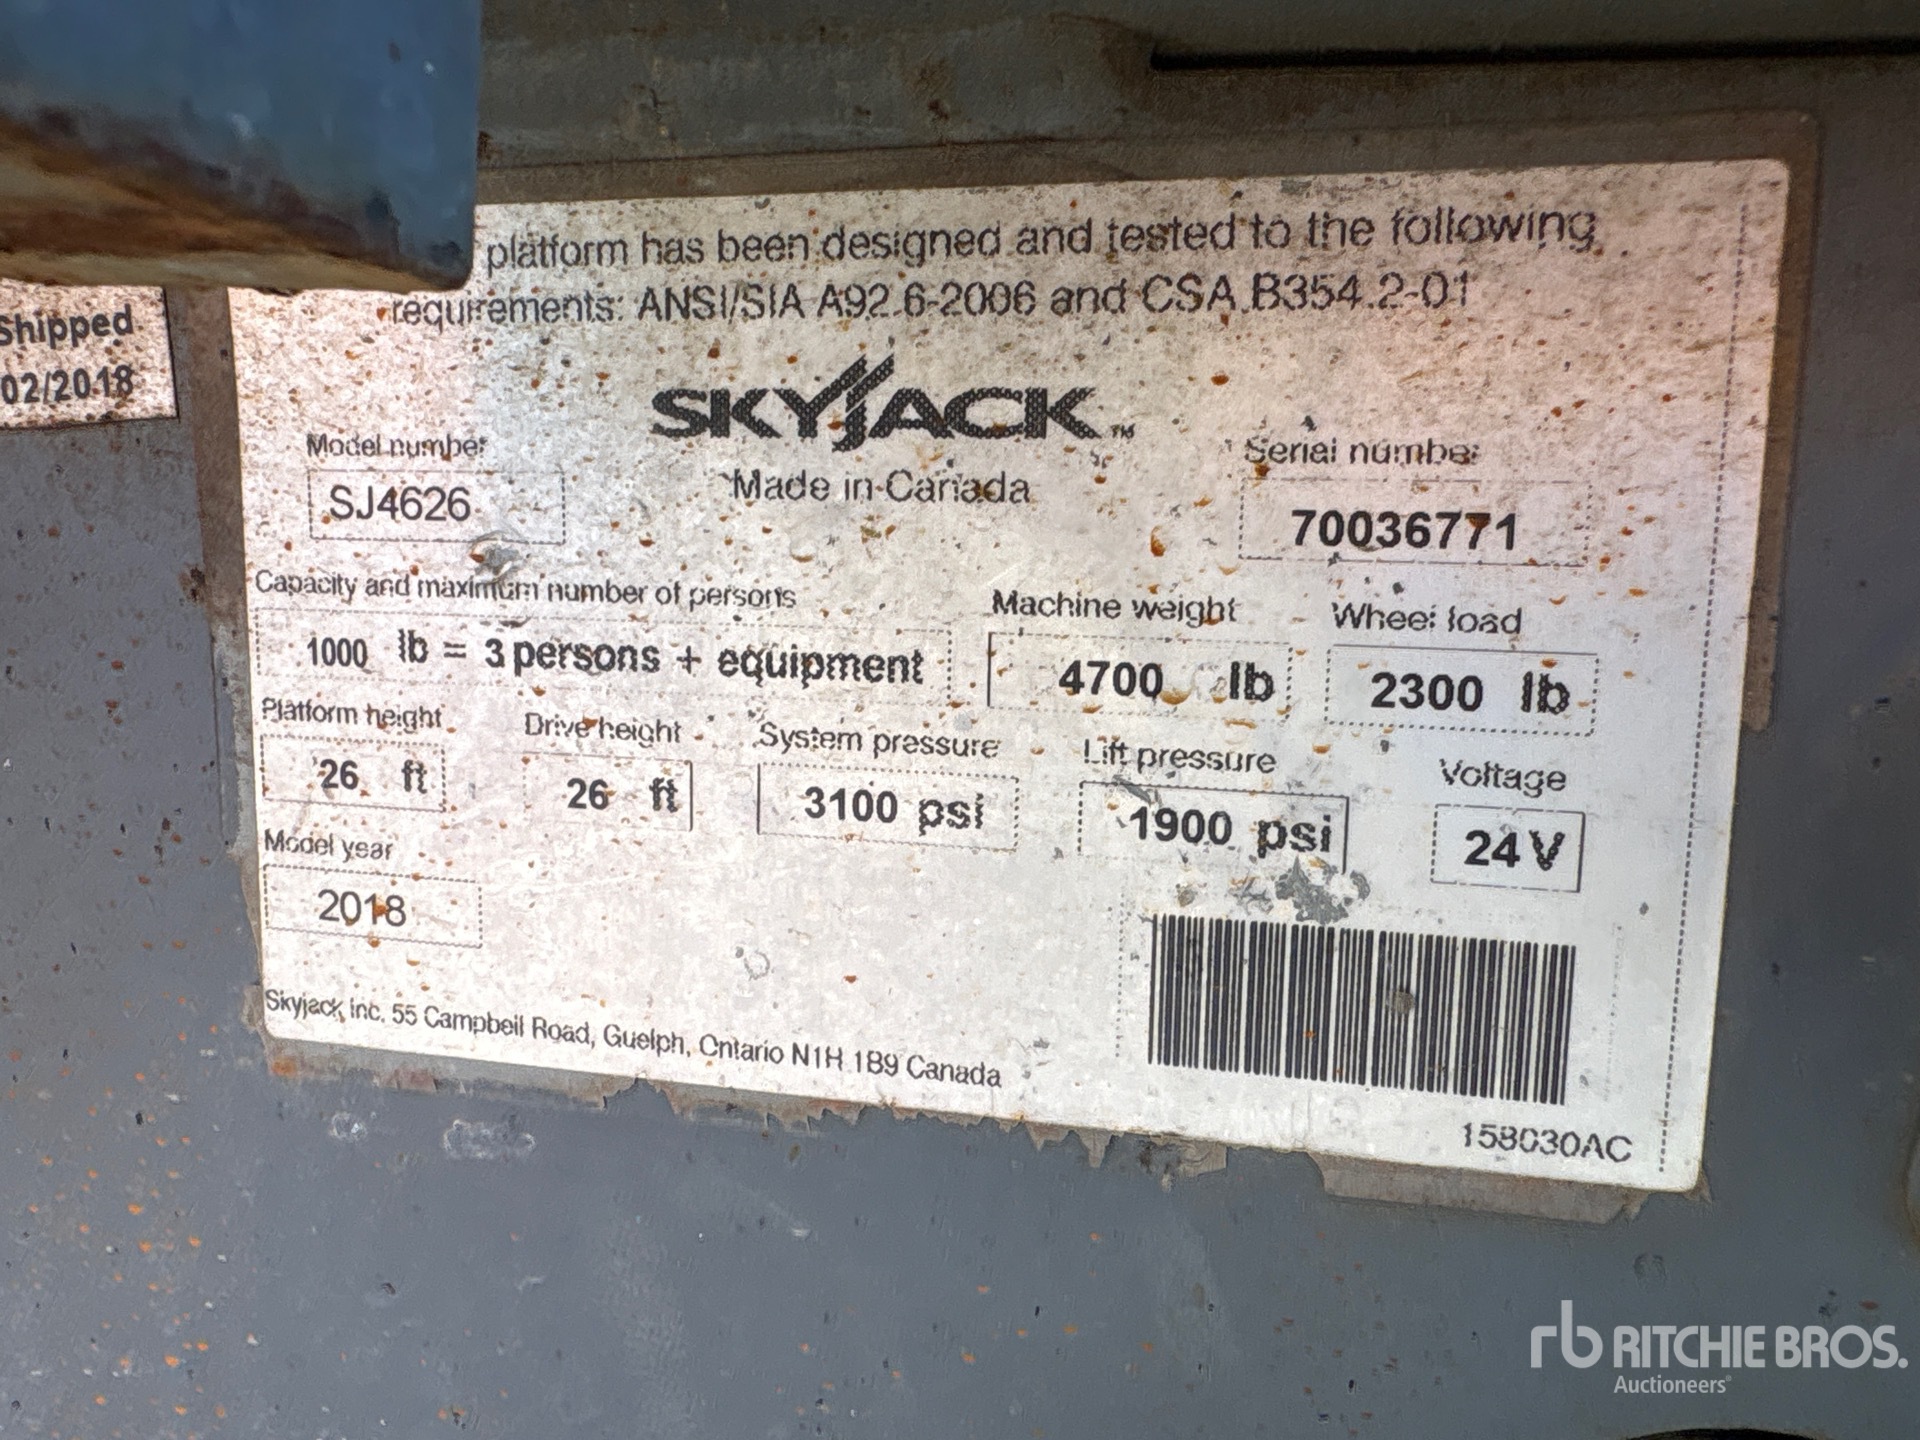 platform has been designed and tested to the following
requirements: ANSI/SIA A92.6-2006 and CSA B354.2-01
Shipped
02/2018
SKYJACK™
Made in Canada
Model number
SJ4626
Serial number
70036771
Capacity and maximum number of persons
1000 lb = 3 persons + equipment
Machine weight
4700 lb
Wheel load
2300 lb
Platform height
26 ft
Drive height
26 ft
System pressure
3100 psi
Lift pressure
1900 psi
Voltage
24 V
Model year
2018
Skyjack Inc. 55 Campbell Road, Guelph, Ontario N1H 1B9 Canada
158030AC
rb RITCHIE BROS.
Auctioneers